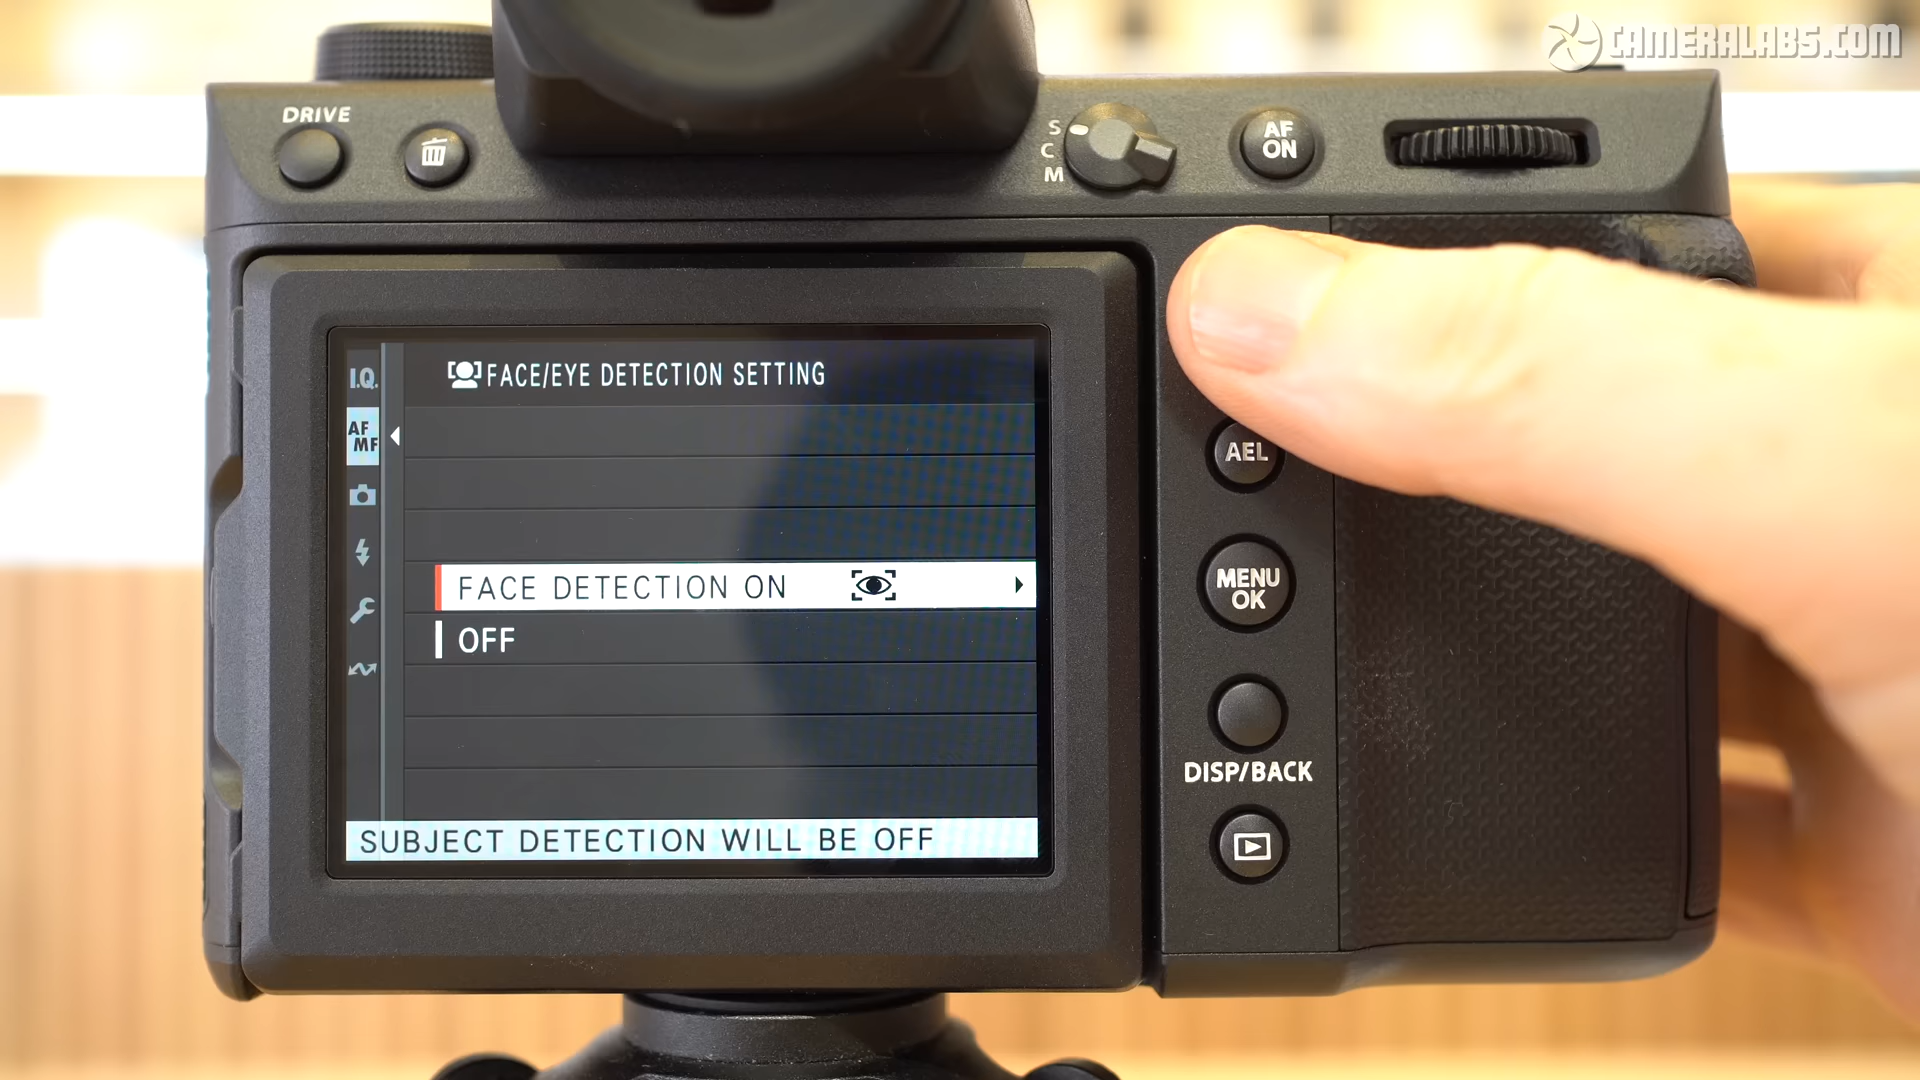 CAMERALABS.COM
DRIVE
S
C
M
AF
ON
I.Q.
FACE/EYE DETECTION SETTING
AF
MF
AEL
FACE DETECTION ON
MENU
OK
OFF
DISP/BACK
SUBJECT DETECTION WILL BE OFF